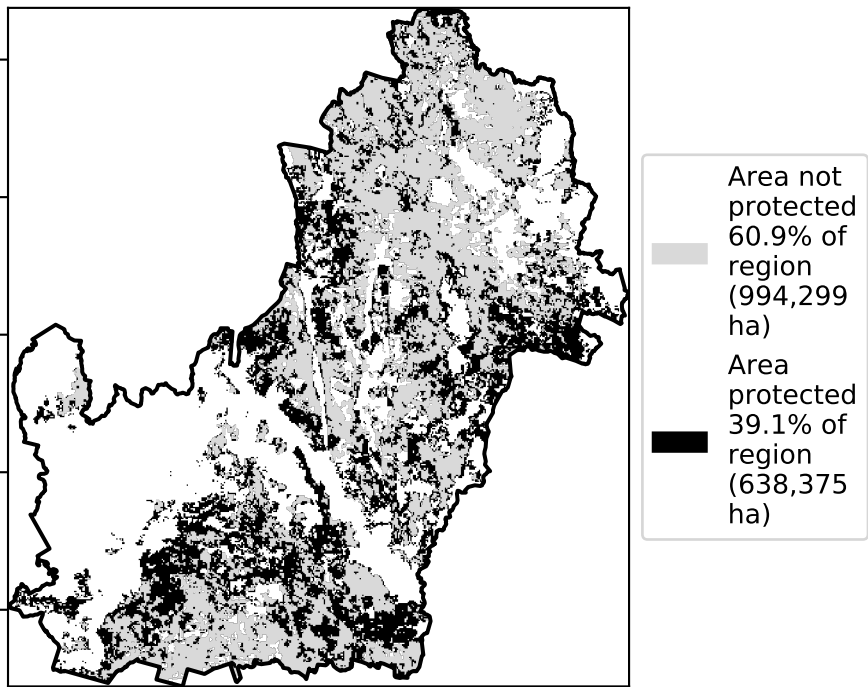 Area not
protected
60.9% of
region
(994,299
ha)
Area
protected
39.1% of
region
(638,375
ha)